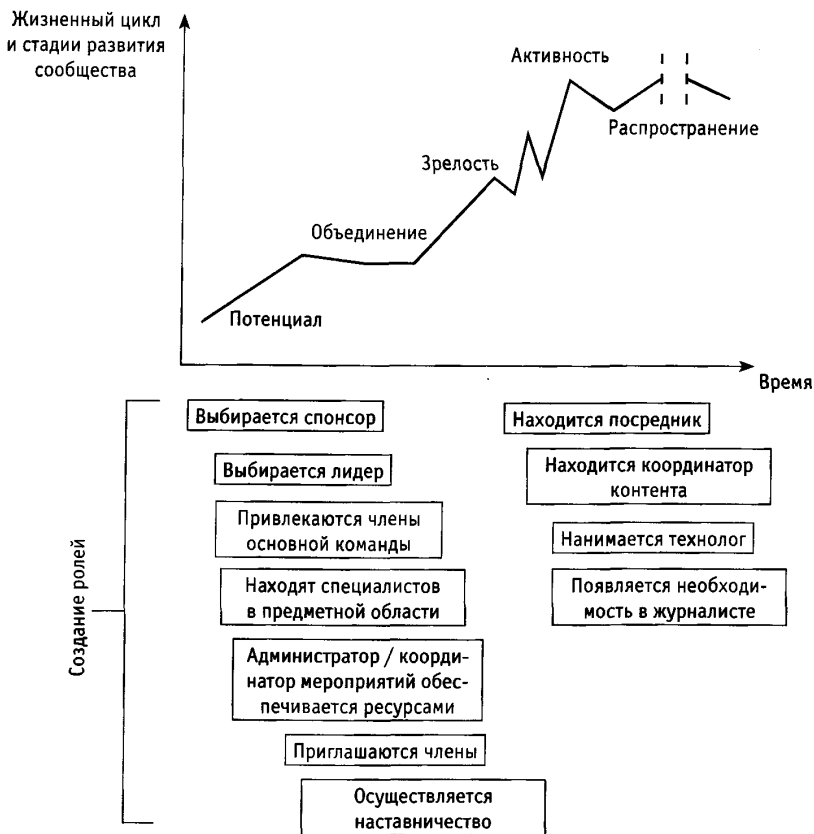 Жизненный цикл
и стадии развития
сообщества
Активность
Распространение
Зрелость
Объединение
Потенциал
Время
Создание ролей
Выбирается спонсор
Выбирается лидер
Привлекаются члены
основной команды
Находят специалистов
в предметной области
Администратор / коорди-
натор мероприятий обес-
печивается ресурсами
Приглашаются члены
Осуществляется
наставничество
Находится посредник
Находится координатор
контента
Нанимается технолог
Появляется необходи-
мость в журналисте